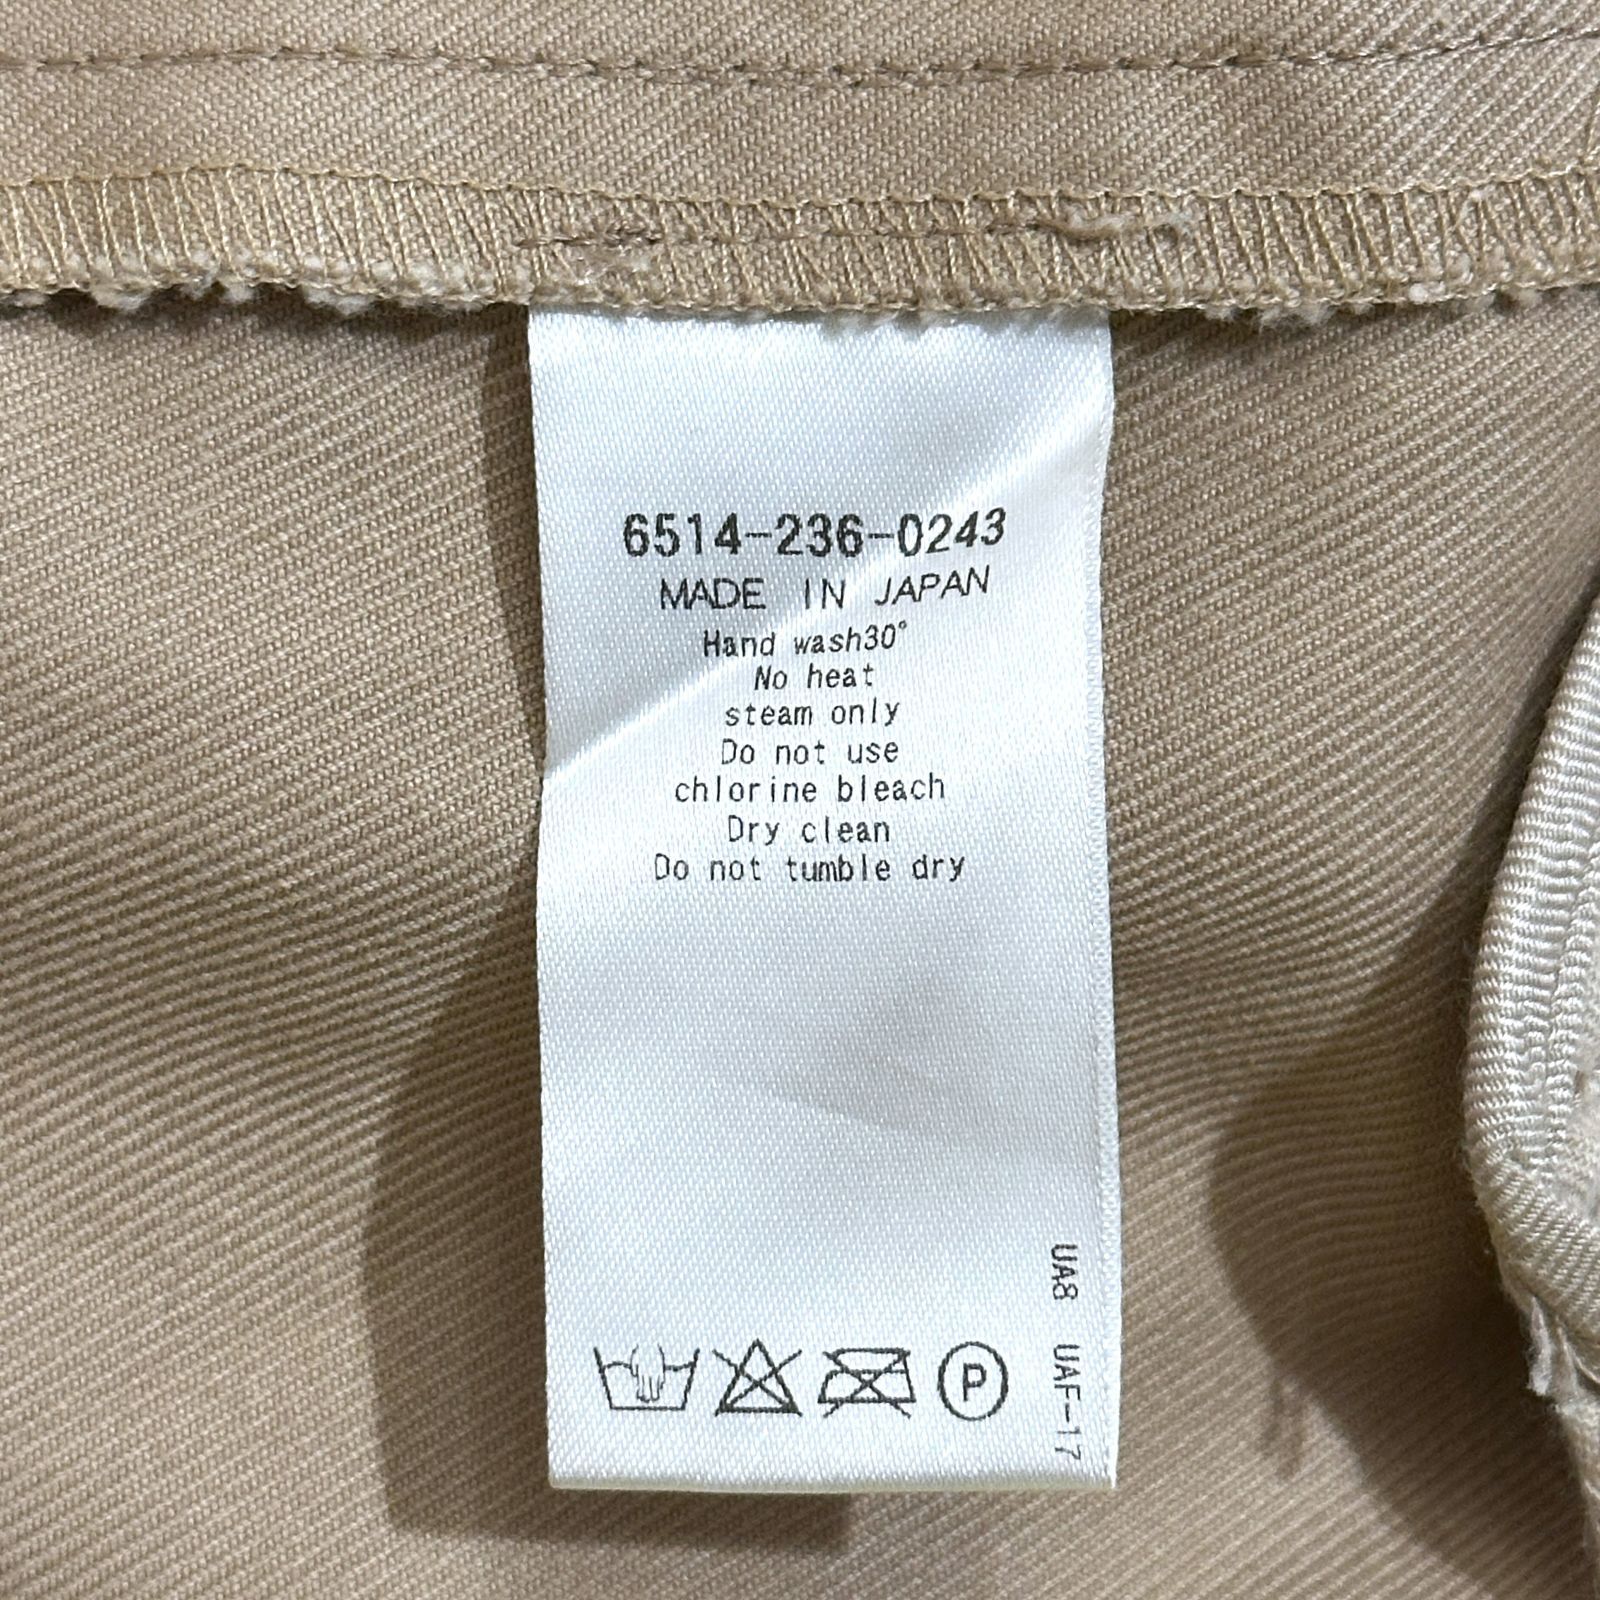 6514-236-0243
MADE IN JAPAN
Hand wash30°
No heat
steam only
Do not use
chlorine bleach
Dry clean
Do not tumble dry
UA8 UAF-17
P